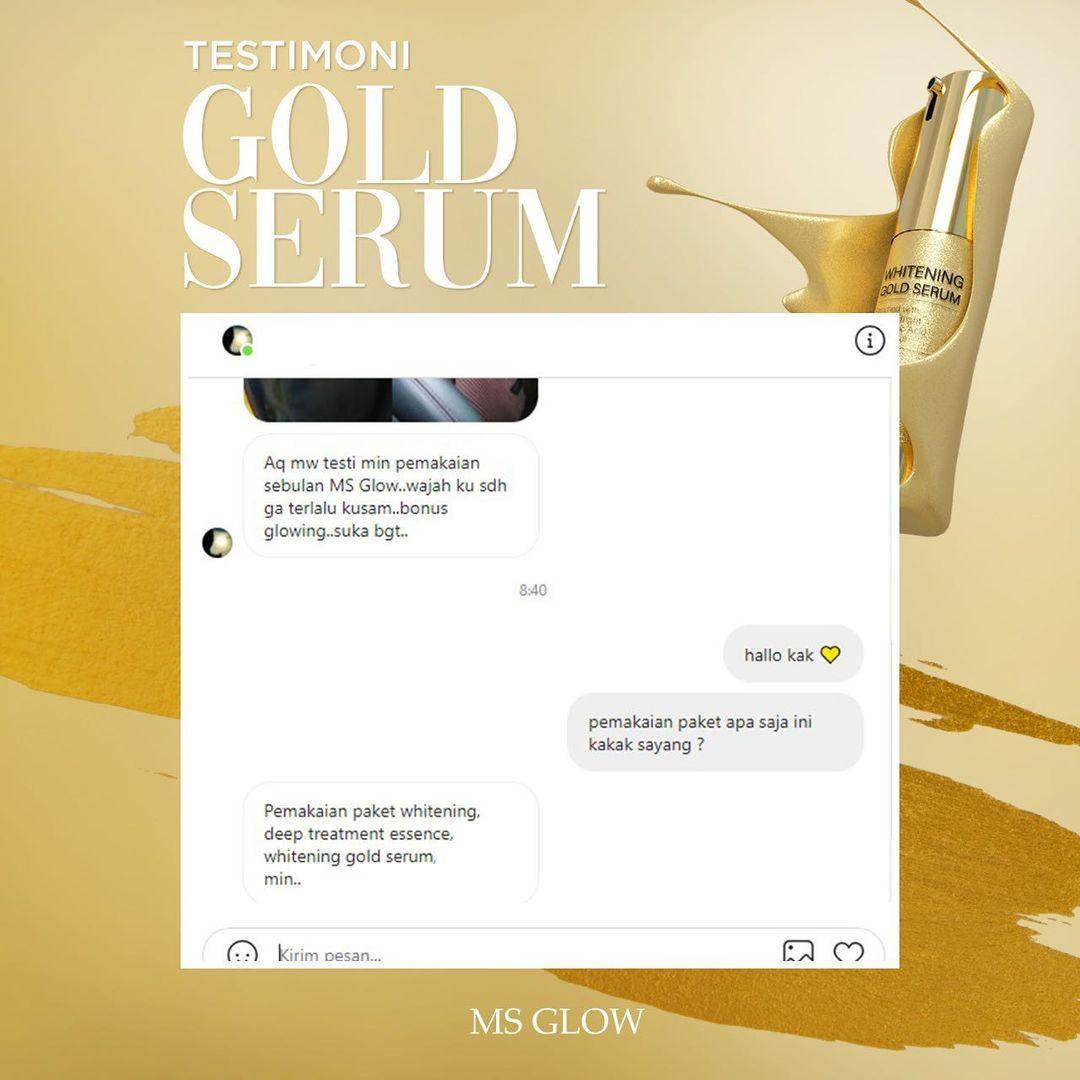 TESTIMONI
GOLD
SERUM
WHITENING
GOLD SERUM
Aq mw testi min pemakaian
sebulan MS Glow..wajah ku sdh
ga terlalu kusam..bonus
glowing..suka bgt..
8:40
hallo kak 💛
pemakaian paket apa saja ini
kakak sayang ?
Pemakaian paket whitening,
deep treatment essence,
whitening gold serum,
min..
Kirim pesan...
MS GLOW